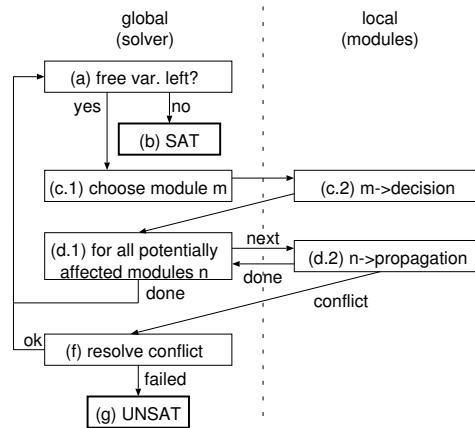 global
(solver)
local
(modules)
(a) free var. left?
yes
no
(b) SAT
(c.1) choose module m
(c.2) m->decision
(d.1) for all potentially
affected modules n
next
done
(d.2) n->propagation
done
conflict
ok
(f) resolve conflict
failed
(g) UNSAT